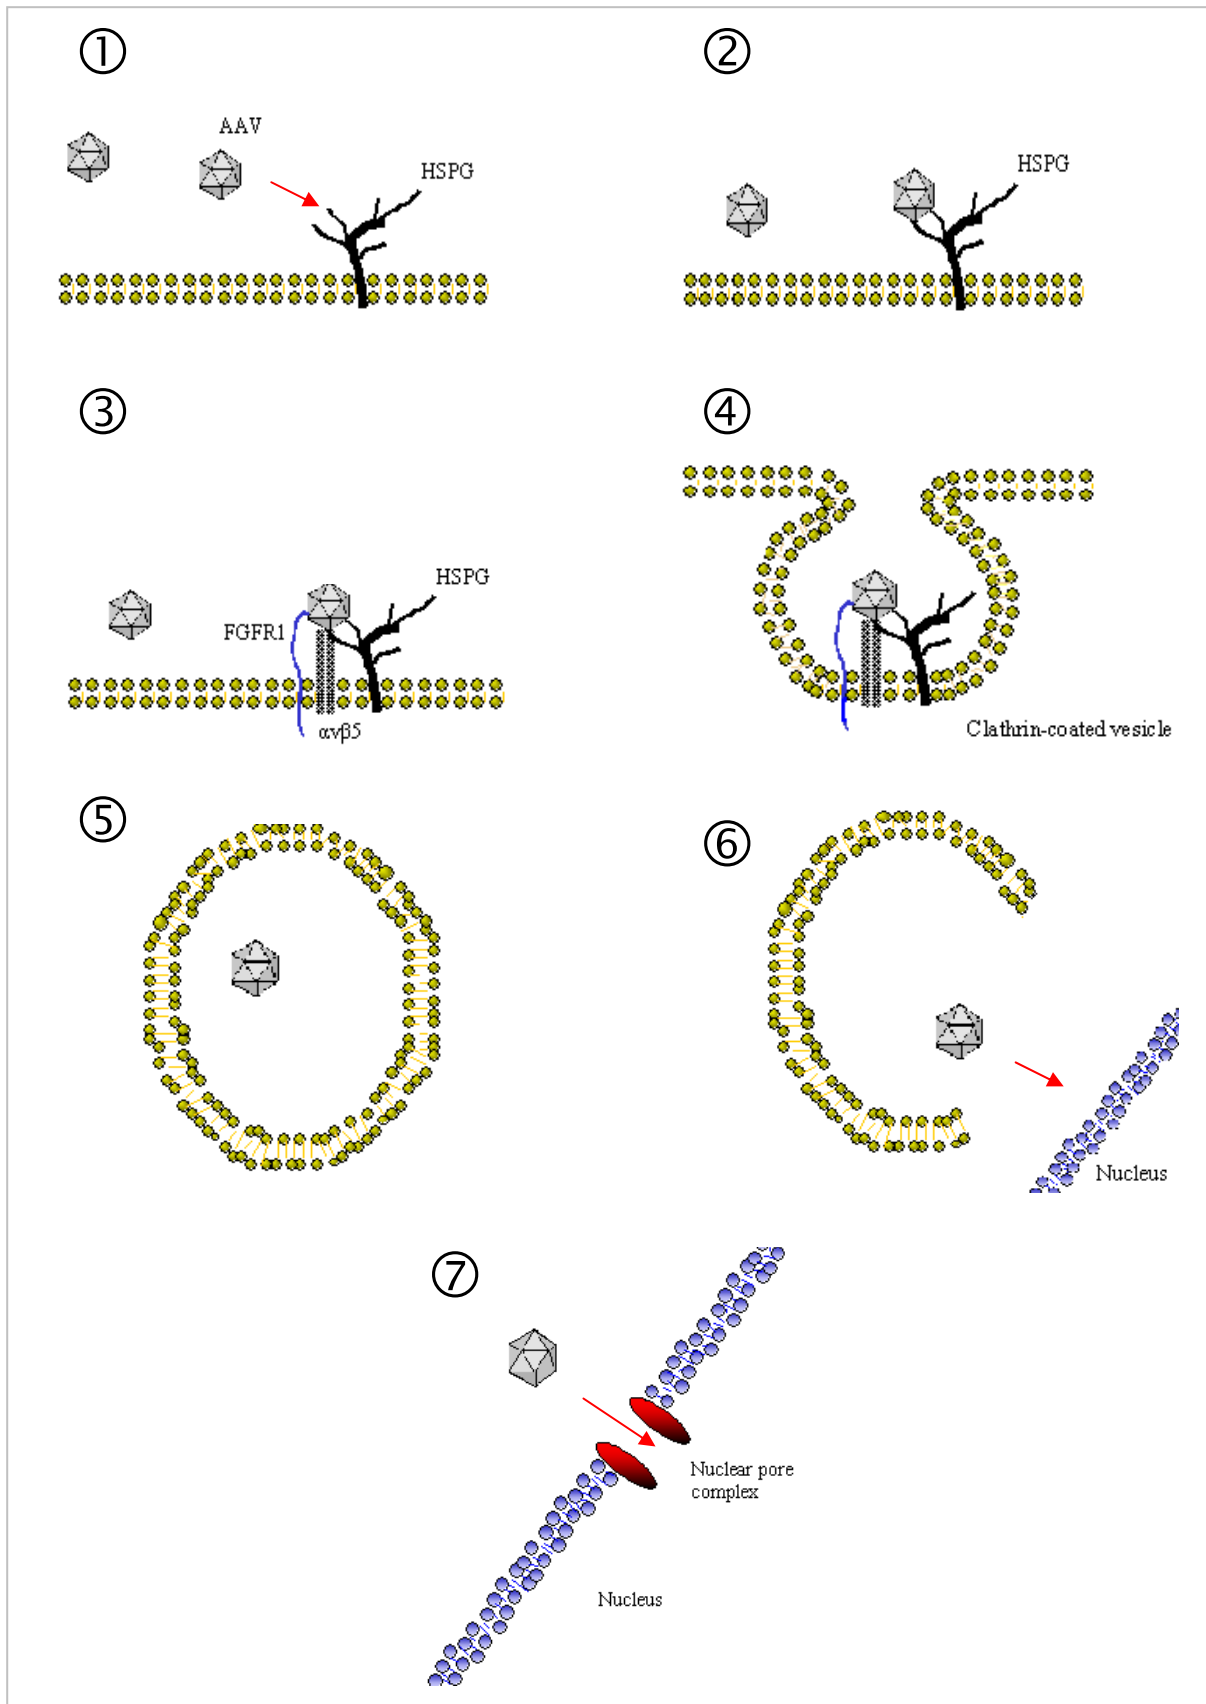 ①
②
AAV
HSPG
HSPG
③
④
HSPG
FGFR1
αvβ5
Clathrin-coated vesicle
⑤
⑥
Nucleus
⑦
Nuclear pore
complex
Nucleus